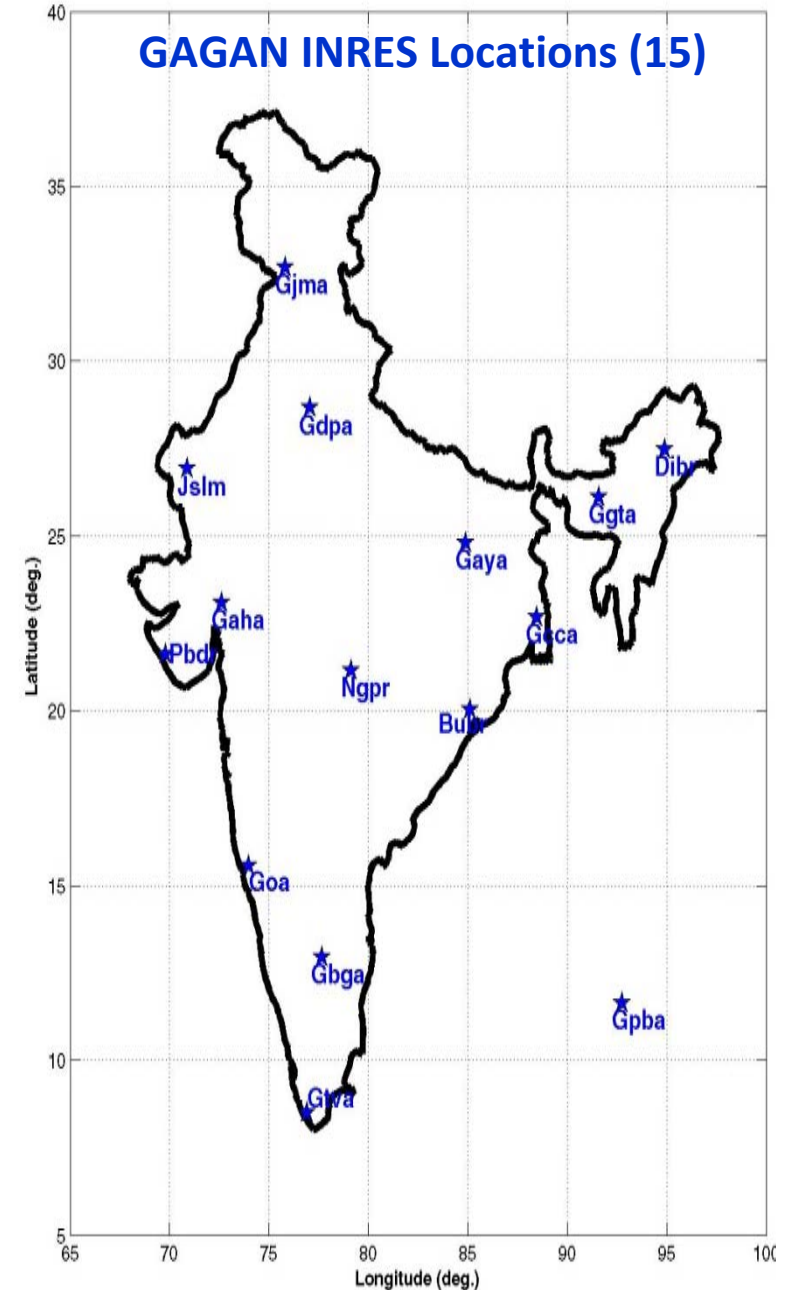 GAGAN INRES Locations (15)
40
35
Gjma
30
Gdpa
Dibr
Jslm
Ggta
25
Gaya
Gaha
Gcca
Pbdr
Ngpr
20
Latitude (deg.)
15
Goa
Gbga
Gpba
10
Gtva
5
65 70 75 80 85 90 95 100
Longitude (deg.)